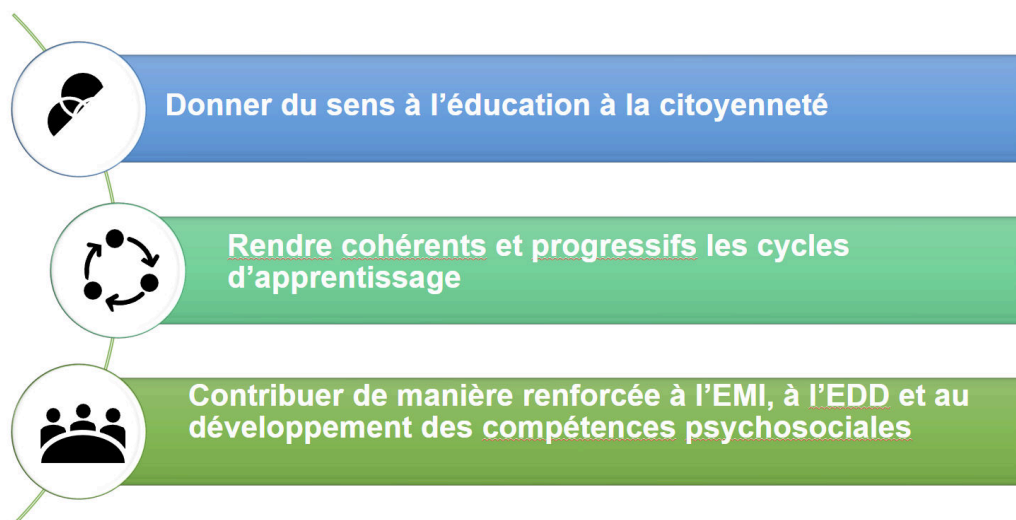 Donner du sens à l’éducation à la citoyenneté
Rendre cohérents et progressifs les cycles
d’apprentissage
Contribuer de manière renforcée à l’EMI, à l’EDD et au
développement des compétences psychosociales